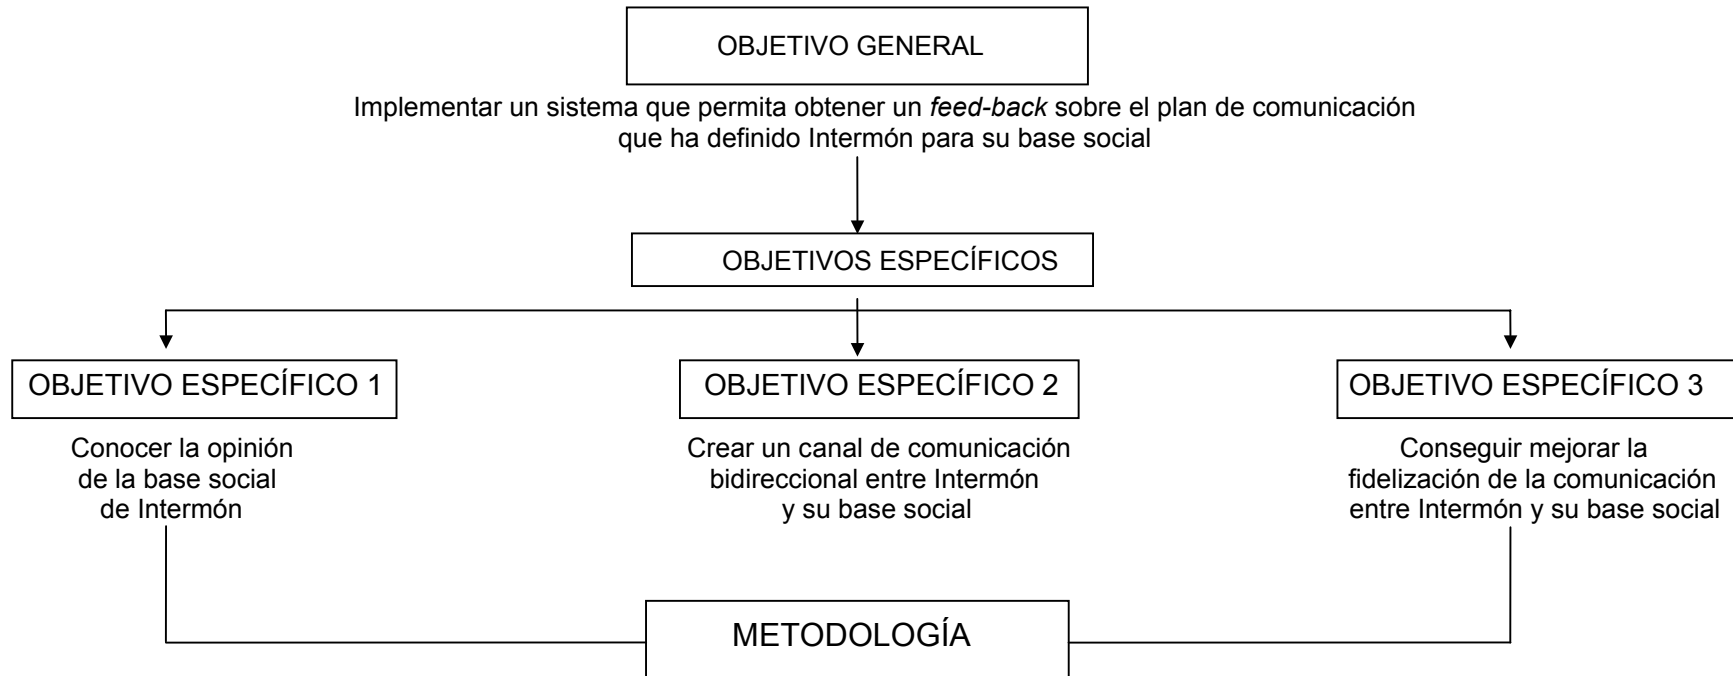 OBJETIVO GENERAL
Implementar un sistema que permita obtener un feed-back sobre el plan de comunicación
que ha definido Intermón para su base social
OBJETIVOS ESPECÍFICOS
OBJETIVO ESPECÍFICO 1
Conocer la opinión
de la base social
de Intermón
OBJETIVO ESPECÍFICO 2
Crear un canal de comunicación
bidireccional entre Intermón
y su base social
OBJETIVO ESPECÍFICO 3
Conseguir mejorar la
fidelización de la comunicación
entre Intermón y su base social
METODOLOGÍA